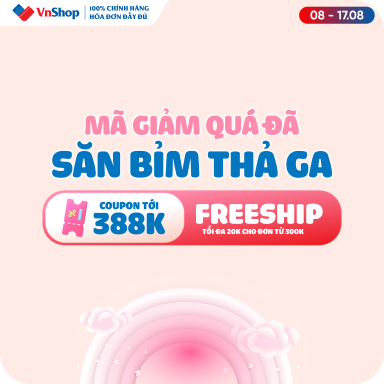 VnShop
100% CHÍNH HÃNG
HÓA ĐƠN ĐẦY ĐỦ
08 - 17.08
MÃ GIẢM QUÁ ĐÃ
SĂN BỈM THẢ GA
COUPON TỚI
388K
FREESHIP
TỐI ĐA 20K CHO ĐƠN TỪ 300K